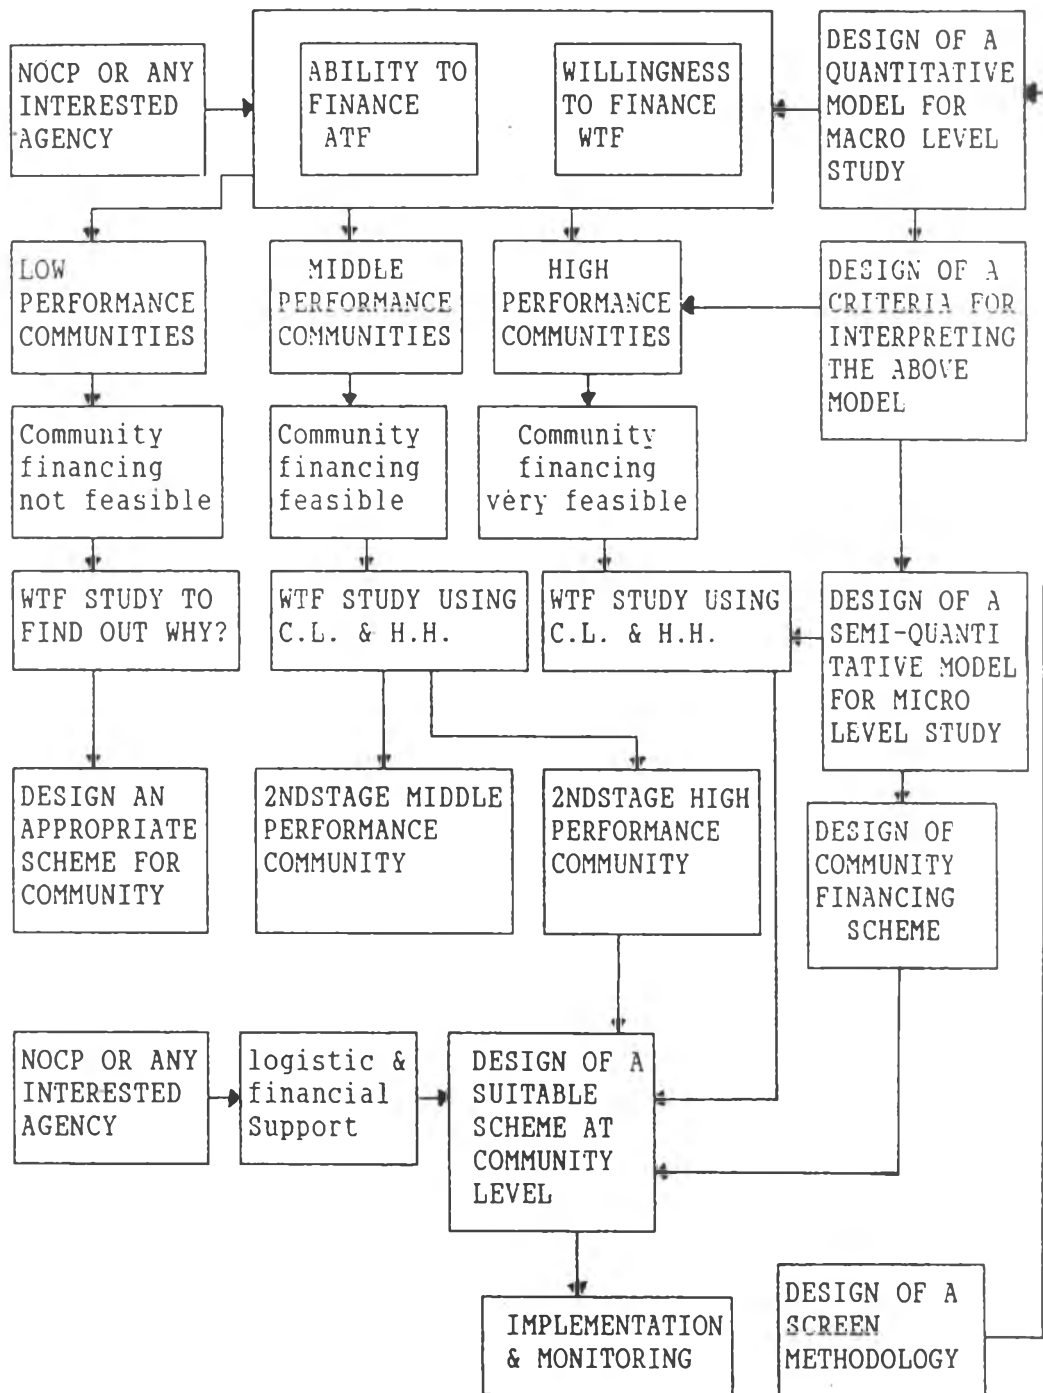 NOCP OR ANY
INTERESTED
AGENCY
ABILITY TO
FINANCE
ATF
WILLINGNESS
TO FINANCE
WTF
DESIGN OF A
QUANTITATIVE
MODEL FOR
MACRO LEVEL
STUDY
LOW
PERFORMANCE
COMMUNITIES
MIDDLE
PERFORMANCE
COMMUNITIES
HIGH
PERFORMANCE
COMMUNITIES
DESIGN OF A
CRITERIA FOR
INTERPRETING
THE ABOVE
MODEL
Community
financing
not feasible
Community
financing
feasible
Community
financing
very feasible
WTF STUDY TO
FIND OUT WHY?
WTF STUDY USING
C.L. & H.H.
WTF STUDY USING
C.L. & H.H.
DESIGN OF A
SEMI-QUANTI
TATIVE MODEL
FOR MICRO
LEVEL STUDY
DESIGN AN
APPROPRIATE
SCHEME FOR
COMMUNITY
2NDSTAGE MIDDLE
PERFORMANCE
COMMUNITY
2NDSTAGE HIGH
PERFORMANCE
COMMUNITY
DESIGN OF
COMMUNITY
FINANCING
SCHEME
NOCP OR ANY
INTERESTED
AGENCY
logistic &
financial
Support
DESIGN OF A
SUITABLE
SCHEME AT
COMMUNITY
LEVEL
IMPLEMENTATION
& MONITORING
DESIGN OF A
SCREEN
METHODOLOGY